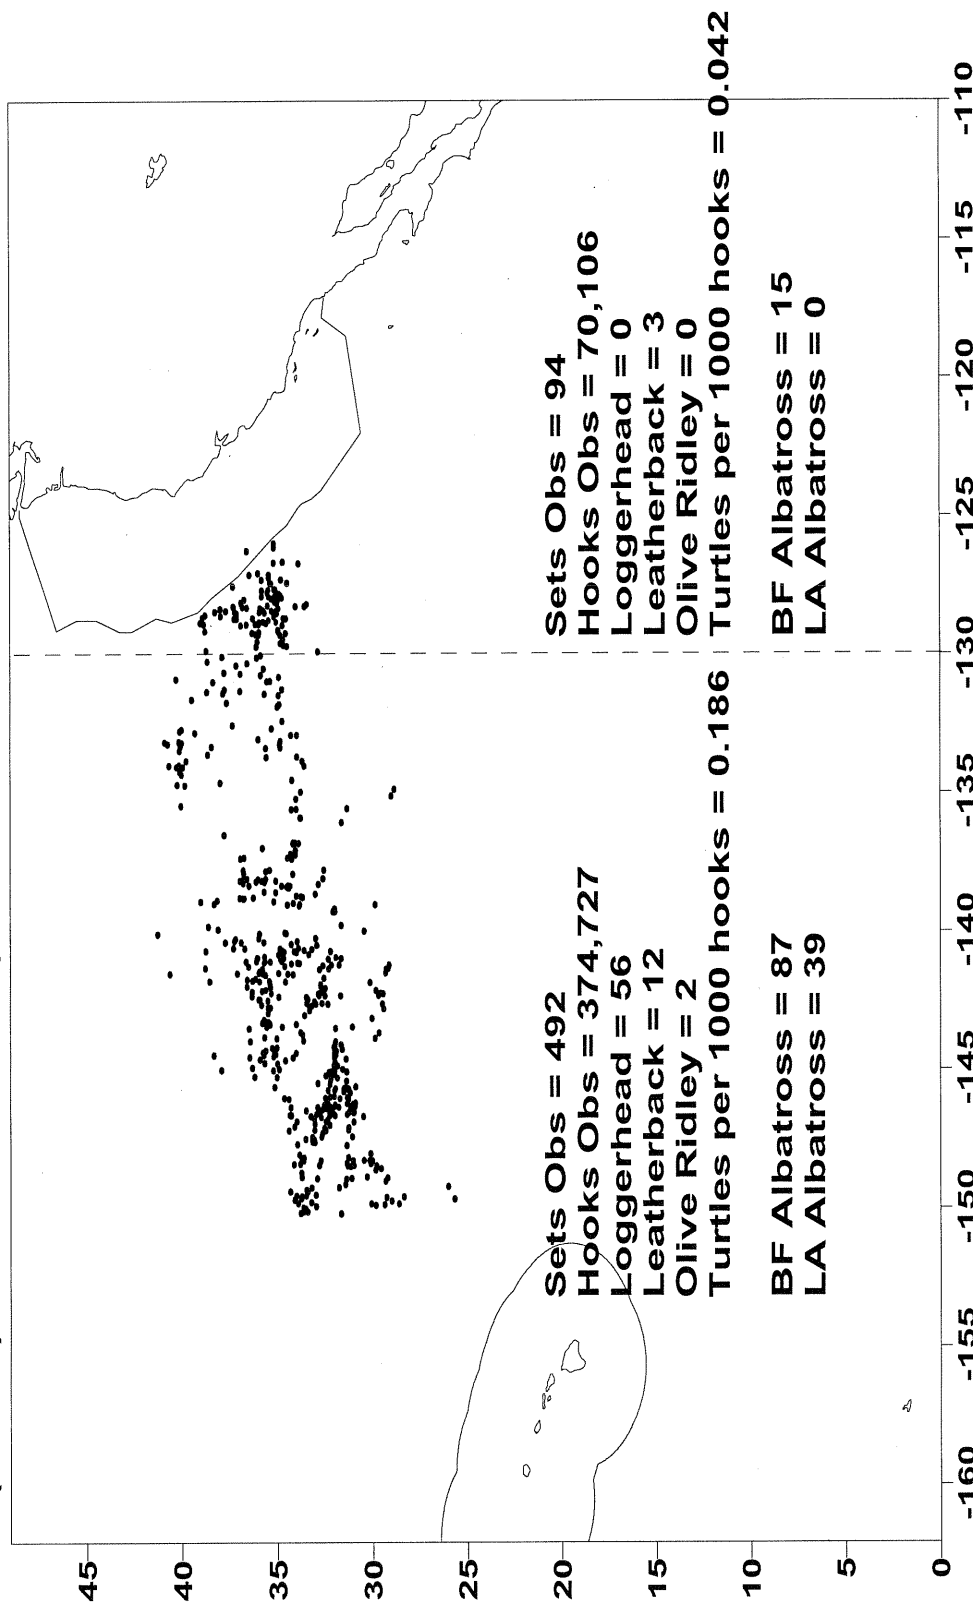 Sets Obs = 492
Hooks Obs = 374,727
Loggerhead = 56
Leatherback = 12
Olive Ridley = 2
Turtles per 1000 hooks = 0.186
BF Albatross = 87
LA Albatross = 39
Sets Obs = 94
Hooks Obs = 70,106
Loggerhead = 0
Leatherback = 3
Olive Ridley = 0
Turtles per 1000 hooks = 0.042
BF Albatross = 15
LA Albatross = 0
45
40
35
30
25
20
15
10
5
0
-160 -155 -150 -145 -140 -135 -130 -125 -120 -115 -110